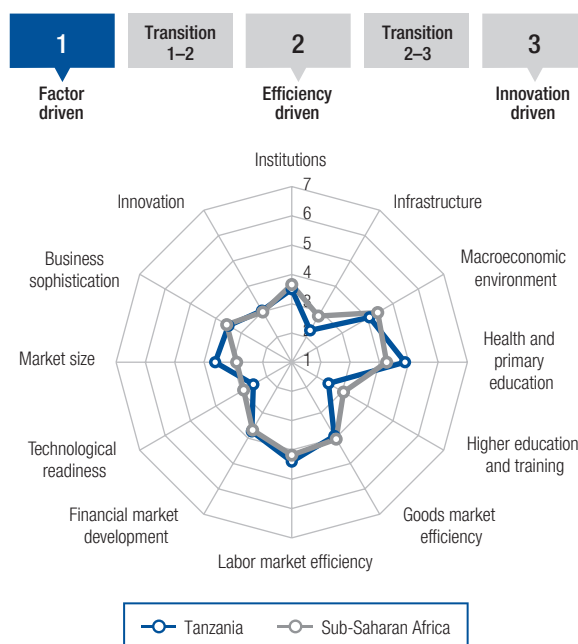 1
Transition
1–2
2
Transition
2–3
3
Factor
driven
Efficiency
driven
Innovation
driven
Institutions
7
Innovation
6
Infrastructure
5
Business
sophistication
4
Macroeconomic
environment
3
2
Market size
1
Health and
primary
education
Technological
readiness
Higher education
and training
Financial market
development
Goods market
efficiency
Labor market efficiency
Tanzania
Sub-Saharan Africa